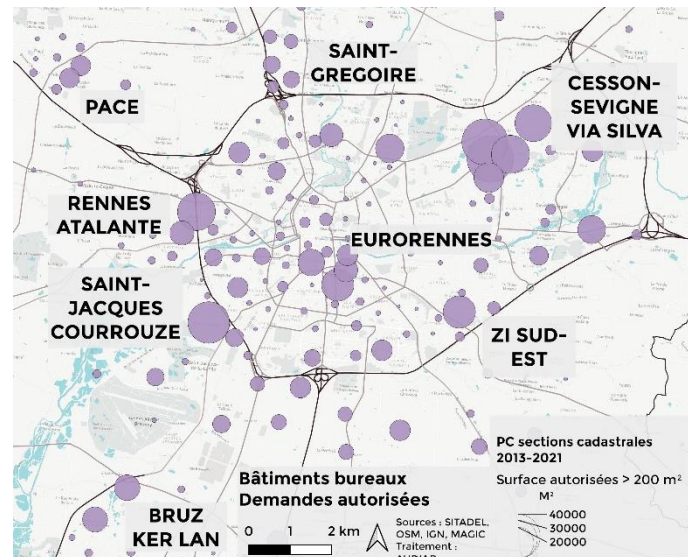 SAINT-
GREGOIRE
CESSON-
SEVIGNE
VIA SILVA
PACE
RENNES
ATALANTE
EURORENNES
SAINT-
JACQUES
COURROUZE
ZI SUD-
EST
BRUZ
KER LAN
Bâtiments bureaux
Demandes autorisées
0 1 2 km
Sources : SITADEL,
OSM, IGN, MAGIC
Traitement :
PC sections cadastrales
2013-2021
Surface autorisées > 200 m²
M²
40000
30000
20000